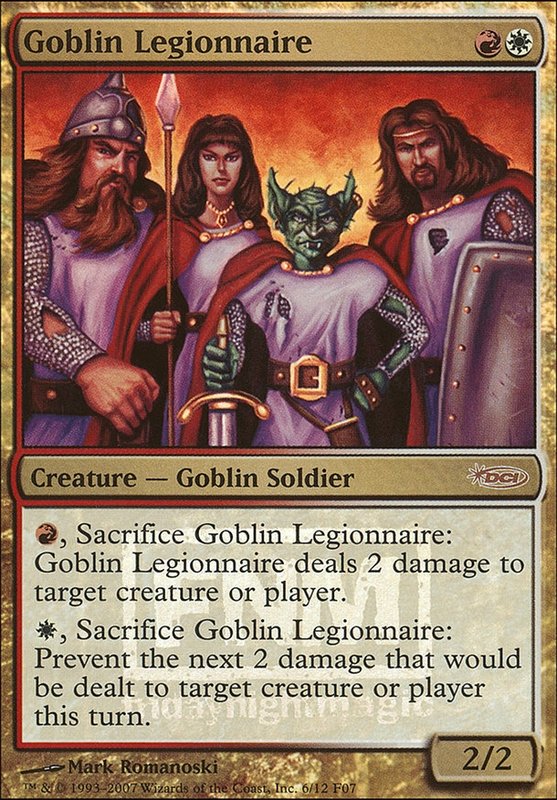 Goblin Legionnaire
Creature — Goblin Soldier
DCI
, Sacrifice Goblin Legionnaire:
Goblin Legionnaire deals 2 damage to
target creature or player.
, Sacrifice Goblin Legionnaire:
Prevent the next 2 damage that would
be dealt to target creature or player
this turn.
FNM
fridaynightmagic
2/2
Mark Romanoski
™ & © 1993–2007 Wizards of the Coast, Inc. 6/12 F07